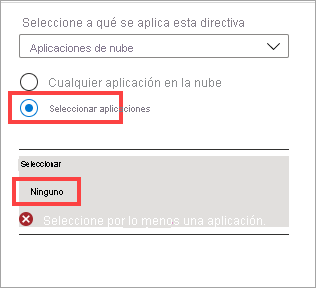 Seleccione a qué se aplica esta directiva
Aplicaciones de nube
Cualquier aplicación en la nube
Seleccionar aplicaciones
Seleccionar
Ninguno
Seleccione por lo menos una aplicación.